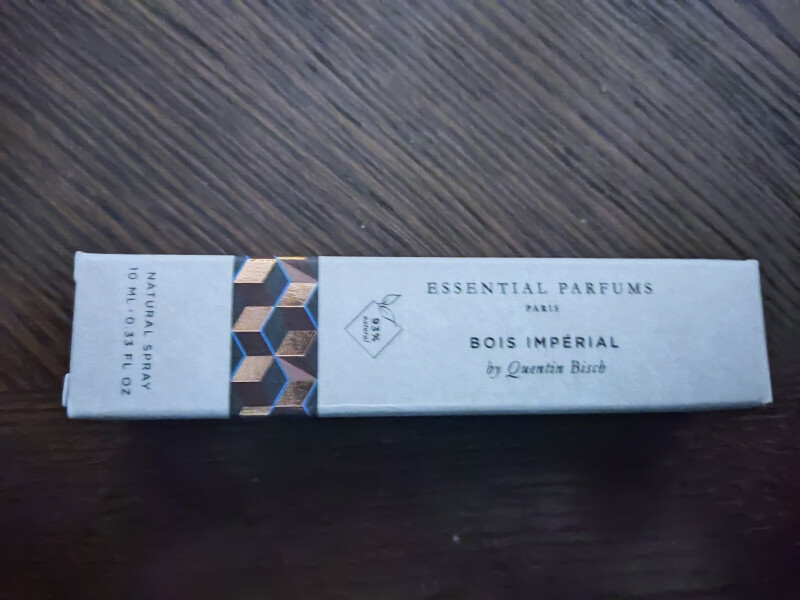 NATURAL SPRAY
10 ML · 0.33 FL OZ
93%
natural
ESSENTIAL PARFUMS
PARIS
BOIS IMPÉRIAL
by Quentin Bisch